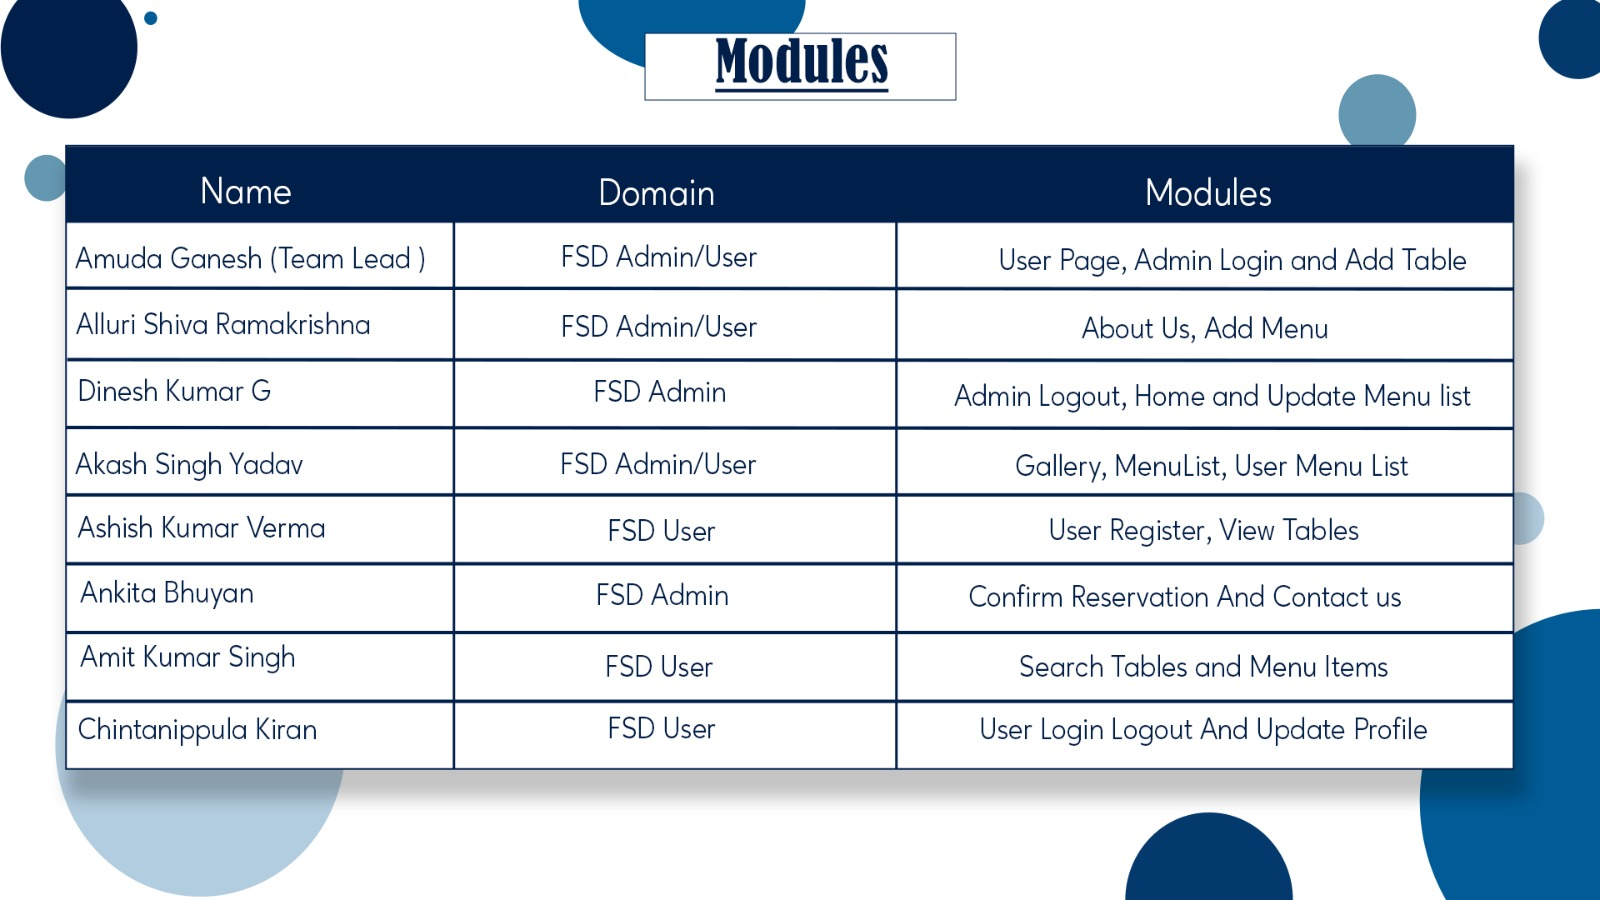 Modules
Name Domain Modules
Amuda Ganesh (Team Lead ) FSD Admin/User User Page, Admin Login and Add Table
Alluri Shiva Ramakrishna FSD Admin/User About Us, Add Menu
Dinesh Kumar G FSD Admin Admin Logout, Home and Update Menu list
Akash Singh Yadav FSD Admin/User Gallery, MenuList, User Menu List
Ashish Kumar Verma FSD User User Register, View Tables
Ankita Bhuyan FSD Admin Confirm Reservation And Contact us
Amit Kumar Singh FSD User Search Tables and Menu Items
Chintanippula Kiran FSD User User Login Logout And Update Profile